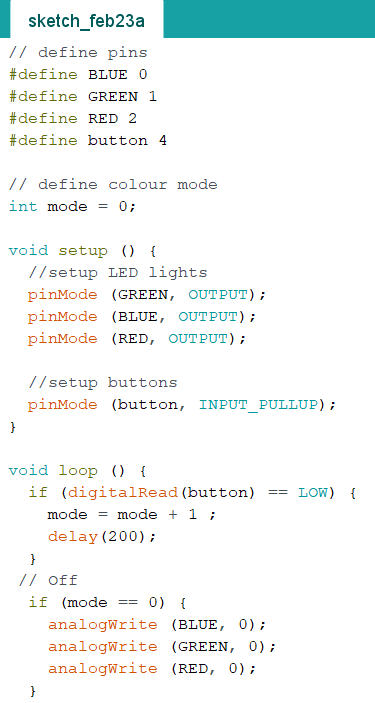 sketch_feb23a
// define pins
#define BLUE 0
#define GREEN 1
#define RED 2
#define button 4
// define colour mode
int mode = 0;
void setup () {
//setup LED lights
pinMode (GREEN, OUTPUT);
pinMode (BLUE, OUTPUT);
pinMode (RED, OUTPUT);
//setup buttons
pinMode (button, INPUT_PULLUP);
}
void loop () {
if (digitalRead(button) == LOW) {
mode = mode + 1 ;
delay(200);
}
// Off
if (mode == 0) {
analogWrite (BLUE, 0);
analogWrite (GREEN, 0);
analogWrite (RED, 0);
}